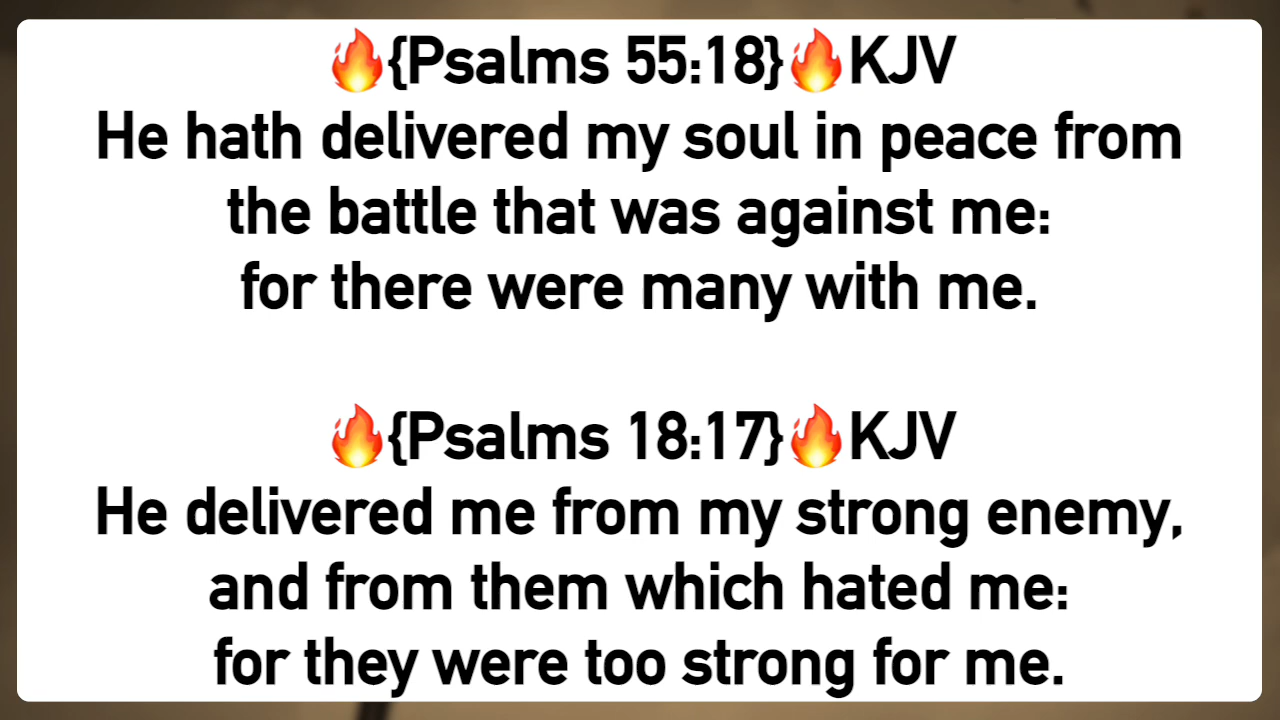 🔥{Psalms 55:18}🔥KJV
He hath delivered my soul in peace from
the battle that was against me:
for there were many with me.
🔥{Psalms 18:17}🔥KJV
He delivered me from my strong enemy,
and from them which hated me:
for they were too strong for me.